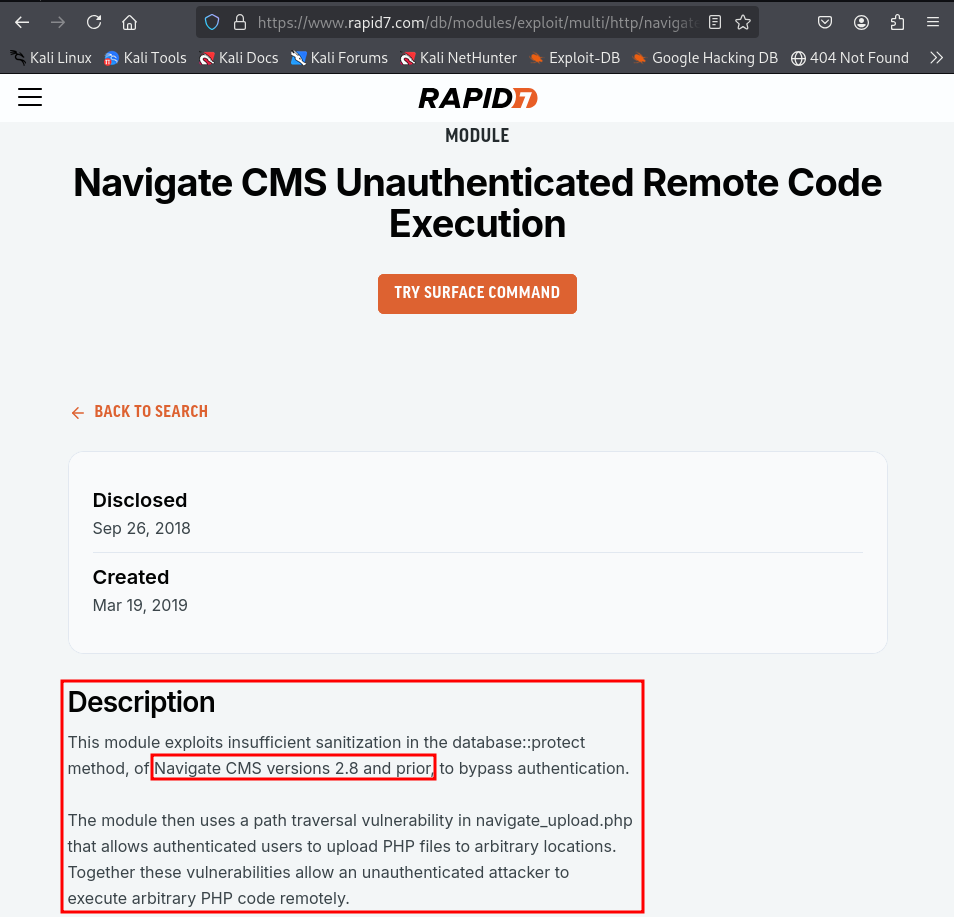 https://www.rapid7.com/db/modules/exploit/multi/http/navigate
Kali Linux Kali Tools Kali Docs Kali Forums Kali NetHunter Exploit-DB Google Hacking DB 404 Not Found
RAPID7
MODULE
Navigate CMS Unauthenticated Remote Code
Execution
TRY SURFACE COMMAND
BACK TO SEARCH
Disclosed
Sep 26, 2018
Created
Mar 19, 2019
Description
This module exploits insufficient sanitization in the database::protect
method, of Navigate CMS versions 2.8 and prior, to bypass authentication.
The module then uses a path traversal vulnerability in navigate_upload.php
that allows authenticated users to upload PHP files to arbitrary locations.
Together these vulnerabilities allow an unauthenticated attacker to
execute arbitrary PHP code remotely.